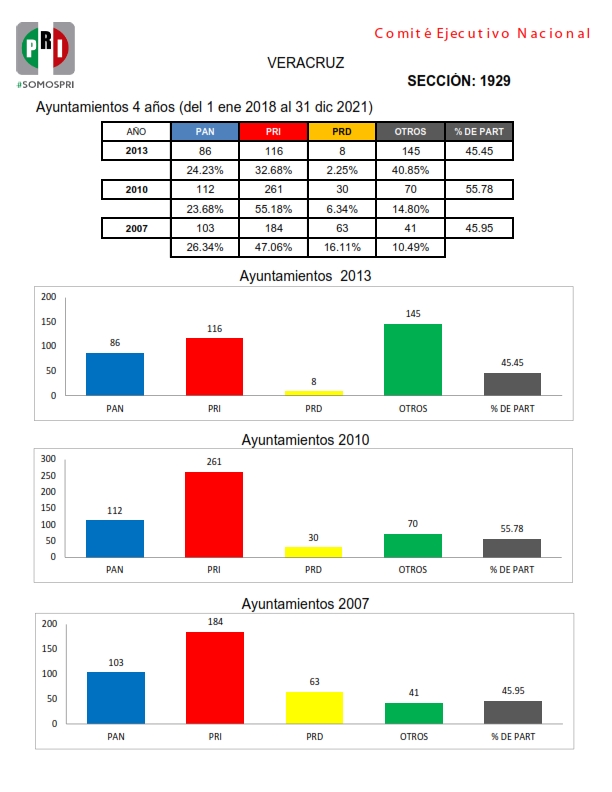 Comité Ejecutivo Nacional
PRI
#SOMOSPRI
VERACRUZ
SECCIÓN: 1929
Ayuntamientos 4 años (del 1 ene 2018 al 31 dic 2021)
AÑO PAN PRI PRD OTROS % DE PART
2013 86 116 8 145 45.45
24.23% 32.68% 2.25% 40.85%
2010 112 261 30 70 55.78
23.68% 55.18% 6.34% 14.80%
2007 103 184 63 41 45.95
26.34% 47.06% 16.11% 10.49%
Ayuntamientos 2013
200
150
100
50
0
86 116 8 145 45.45
PAN PRI PRD OTROS % DE PART
Ayuntamientos 2010
300
250
200
150
100
50
0
112 261 30 70 55.78
PAN PRI PRD OTROS % DE PART
Ayuntamientos 2007
200
150
100
50
0
103 184 63 41 45.95
PAN PRI PRD OTROS % DE PART